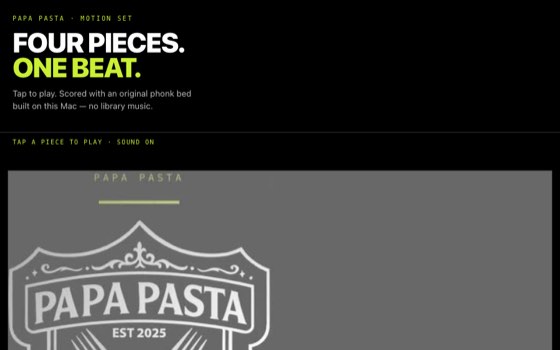 PAPA PASTA · MOTION SET
FOUR PIECES.
ONE BEAT.
Tap to play. Scored with an original phonk bed
built on this Mac — no library music.
TAP A PIECE TO PLAY · SOUND ON
PAPA PASTA
PAPA PASTA
EST 2025